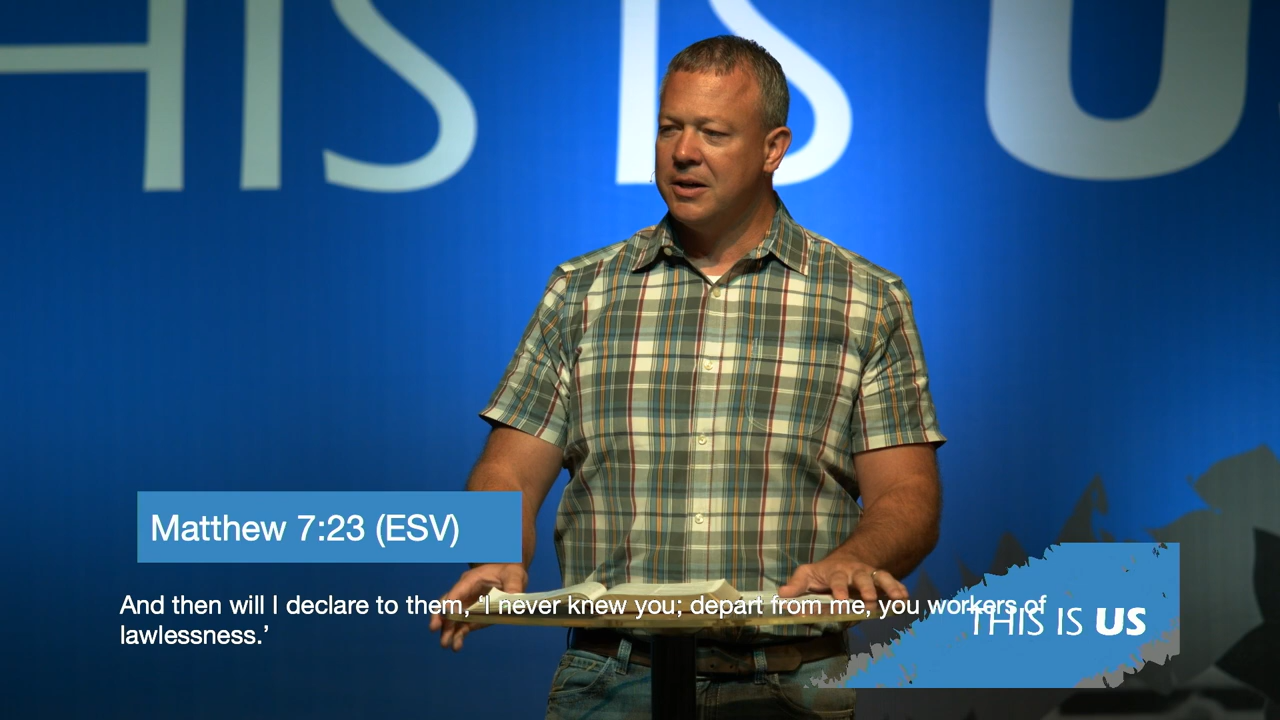 HIS IS U
Matthew 7:23 (ESV)
And then will I declare to them, ‘I never knew you; depart from me, you workers of
lawlessness.’
THIS IS US